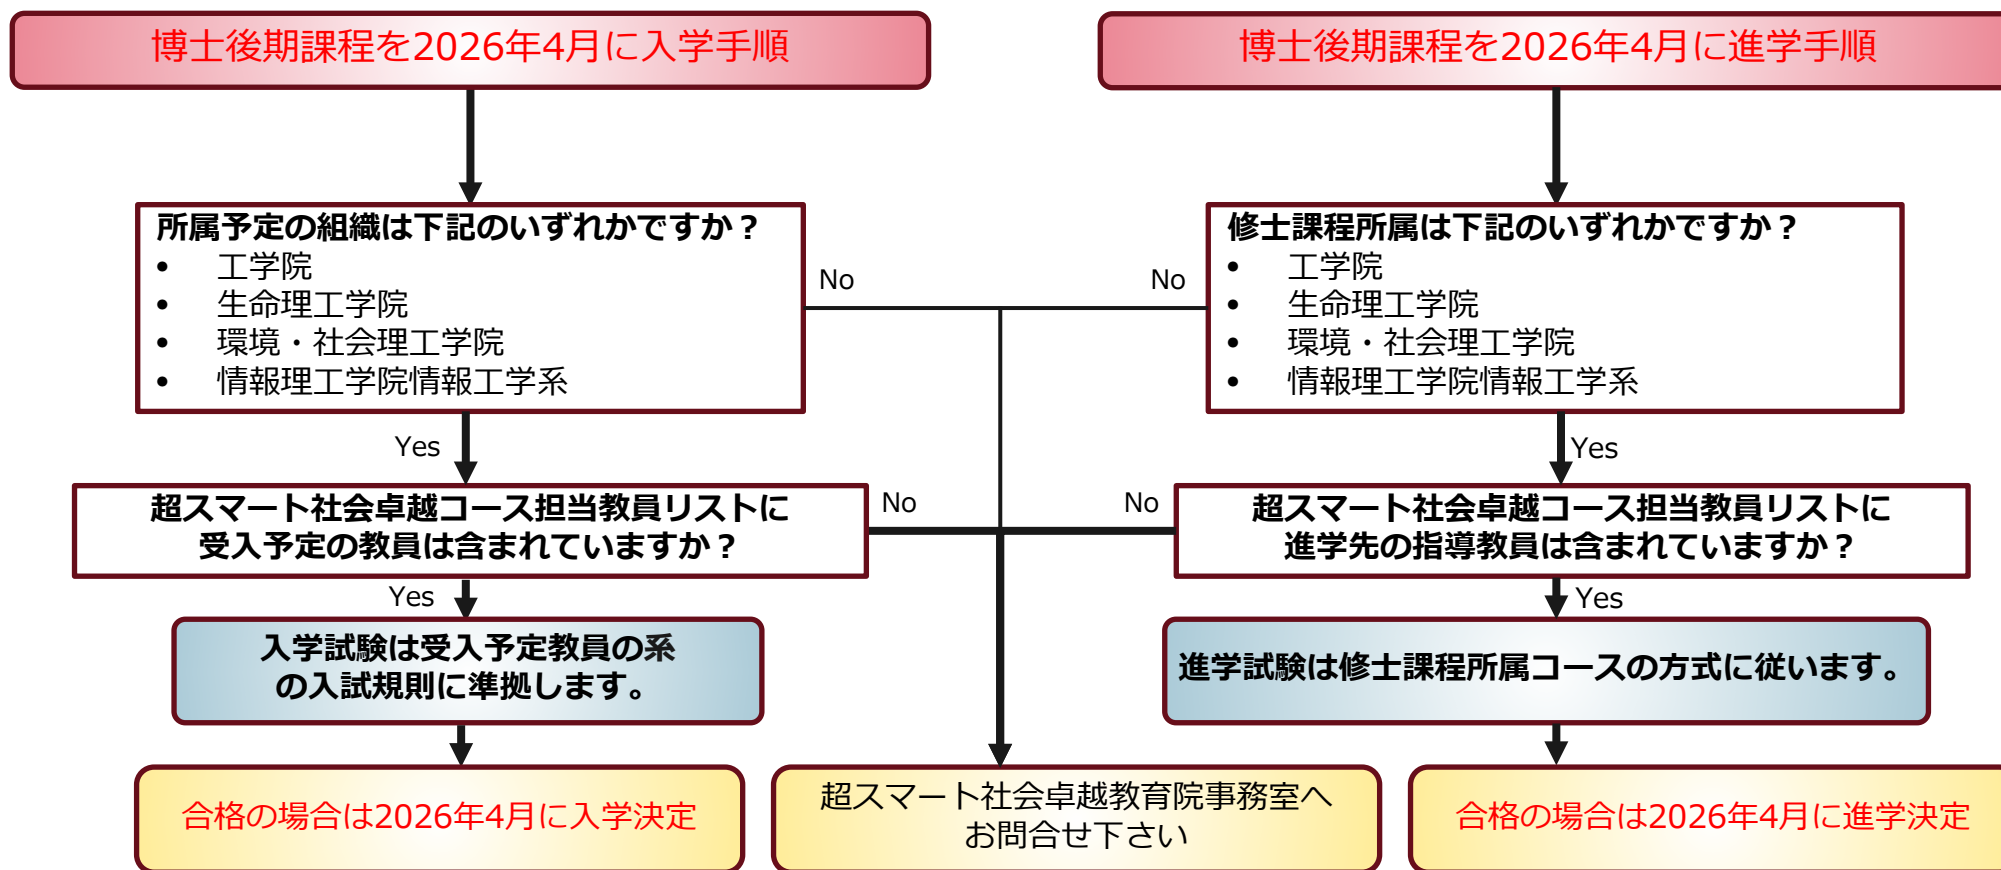 博士後期課程を2026年4月に入学手順
博士後期課程を2026年4月に進学手順
所属予定の組織は下記のいずれかですか？
• 工学院
• 生命理工学院
• 環境・社会理工学院
• 情報理工学院情報工学系
No
No
修士課程所属は下記のいずれかですか？
• 工学院
• 生命理工学院
• 環境・社会理工学院
• 情報理工学院情報工学系
Yes
Yes
超スマート社会卓越コース担当教員リストに
受入予定の教員は含まれていますか？
No
No
超スマート社会卓越コース担当教員リストに
進学先の指導教員は含まれていますか？
Yes
Yes
入学試験は受入予定教員の系
の入試規則に準拠します。
進学試験は修士課程所属コースの方式に従います。
合格の場合は2026年4月に入学決定
超スマート社会卓越教育院事務室へ
お問合せ下さい
合格の場合は2026年4月に進学決定